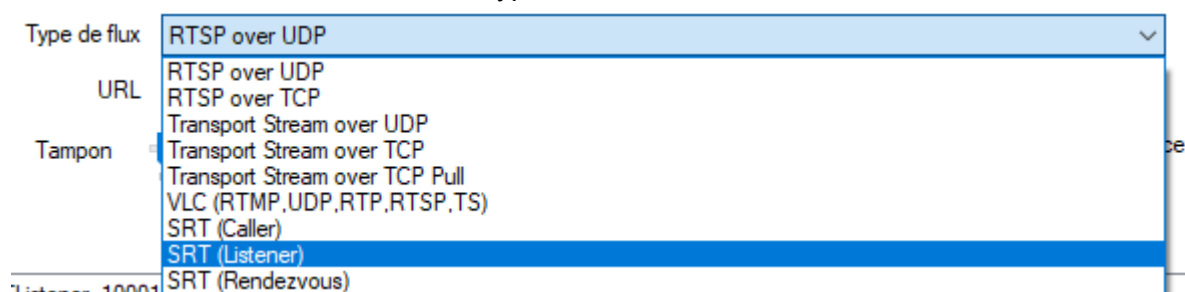 Type de flux RTSP over UDP
RTSP over UDP
URL RTSP over TCP
Transport Stream over UDP
Tampon Transport Stream over TCP
Transport Stream over TCP Pull
VLC (RTMP,UDP,RTP,RTSP,TS)
SRT (Caller)
SRT (Listener)
SRT (Rendezvous)